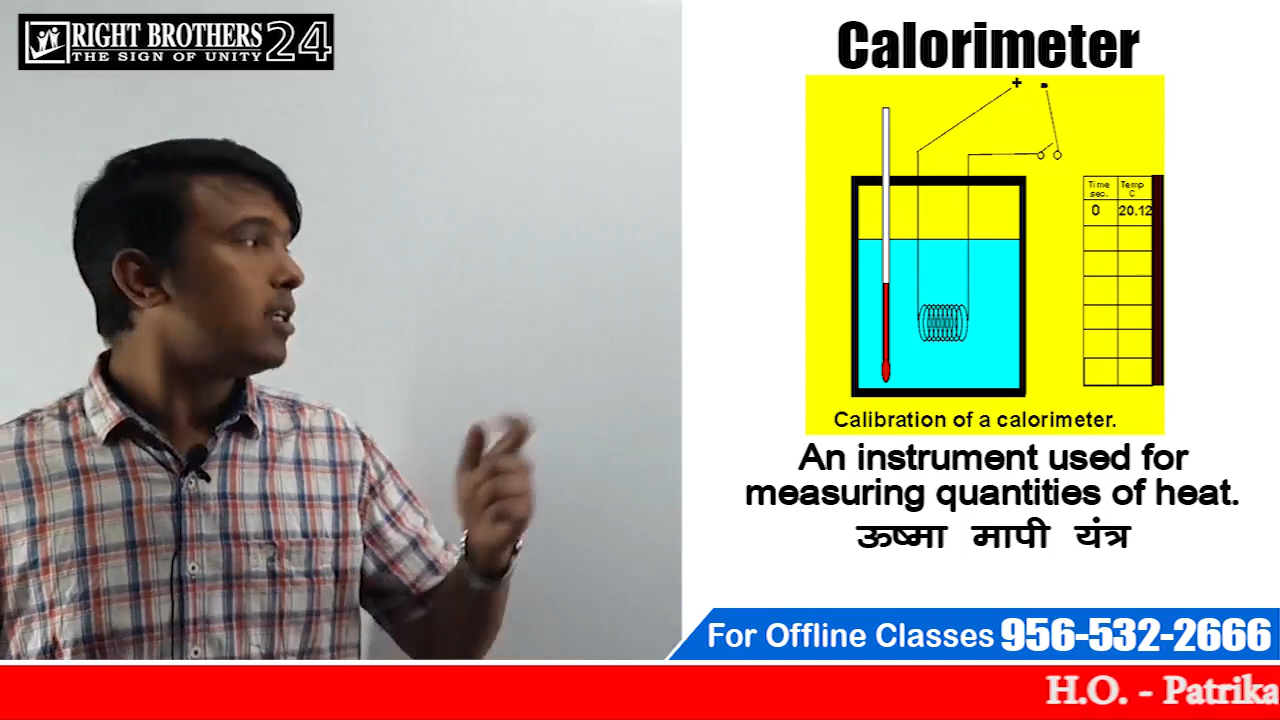 RIGHT BROTHERS 24
THE SIGN OF UNITY
Calorimeter
+
Time Temp
sec. C
0 20.12
Calibration of a calorimeter.
An instrument used for
measuring quantities of heat.
ऊष्मा मापी यंत्र
For Offline Classes 956-532-2666
H.O. - Patrika